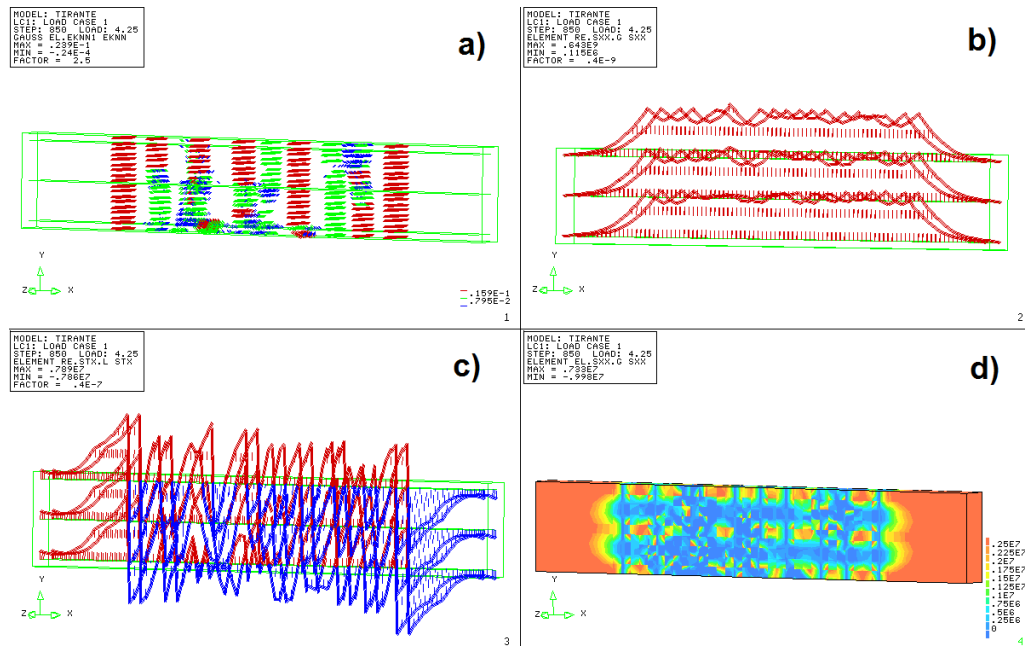 MODEL: TIRANTE
LC1: LOAD CASE 1
STEP: 850 LOAD: 4.25
GAUSS EL.EKNN1 EKNN
MAX = .239E-1
MIN = -.24E-4
FACTOR = 2.5
a)
Y
Z X
.159E-1
.795E-2
1
MODEL: TIRANTE
LC1: LOAD CASE 1
STEP: 850 LOAD: 4.25
ELEMENT RE.SXX.G SXX
MAX = .643E9
MIN = .115E6
FACTOR = .4E-9
b)
Y
Z X
2
MODEL: TIRANTE
LC1: LOAD CASE 1
STEP: 850 LOAD: 4.25
ELEMENT RE.STX.L STX
MAX = .789E7
MIN = -.786E7
FACTOR = .4E-7
c)
Y
Z X
3
MODEL: TIRANTE
LC1: LOAD CASE 1
STEP: 850 LOAD: 4.25
ELEMENT EL.SXX.G SXX
MAX = .733E7
MIN = -.998E7
d)
.25E7
.225E7
.2E7
.175E7
.15E7
.125E7
.1E7
.75E6
.5E6
.25E6
0
Y
Z X
4